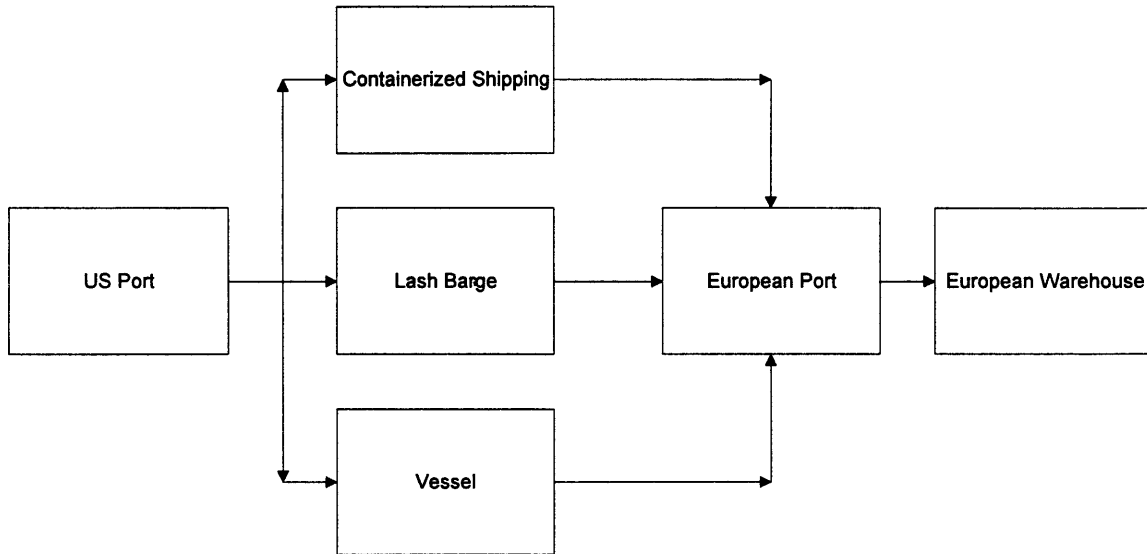 Containerized Shipping
US Port
Lash Barge
European Port
European Warehouse
Vessel